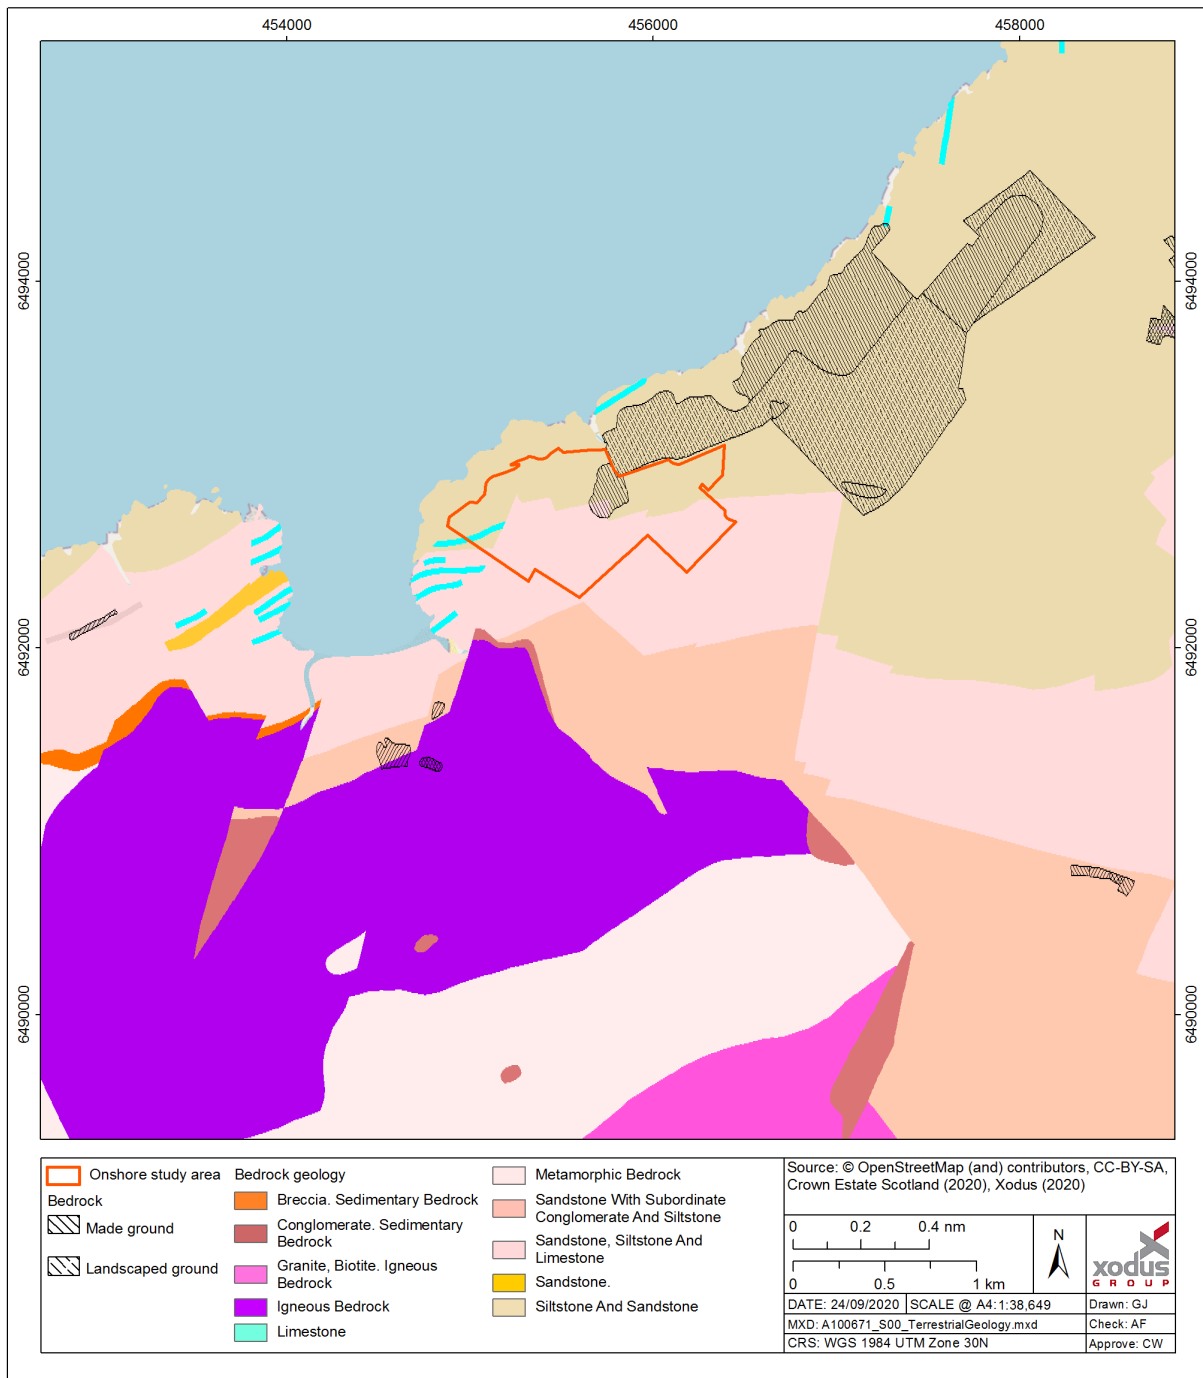 454000
456000
458000
6494000
6494000
6492000
6492000
6490000
6490000
Onshore study area
Bedrock
Made ground
Landscaped ground
Bedrock geology
Breccia. Sedimentary Bedrock
Conglomerate. Sedimentary
Bedrock
Granite, Biotite. Igneous
Bedrock
Igneous Bedrock
Limestone
Metamorphic Bedrock
Sandstone With Subordinate
Conglomerate And Siltstone
Sandstone, Siltstone And
Limestone
Sandstone.
Siltstone And Sandstone
Source: © OpenStreetMap (and) contributors, CC-BY-SA,
Crown Estate Scotland (2020), Xodus (2020)
0 0.2 0.4 nm
0 0.5 1 km
N
xodus
GROUP
DATE: 24/09/2020
SCALE @ A4:1:38,649
Drawn: GJ
MXD: A100671_S00_TerrestrialGeology.mxd
Check: AF
CRS: WGS 1984 UTM Zone 30N
Approve: CW